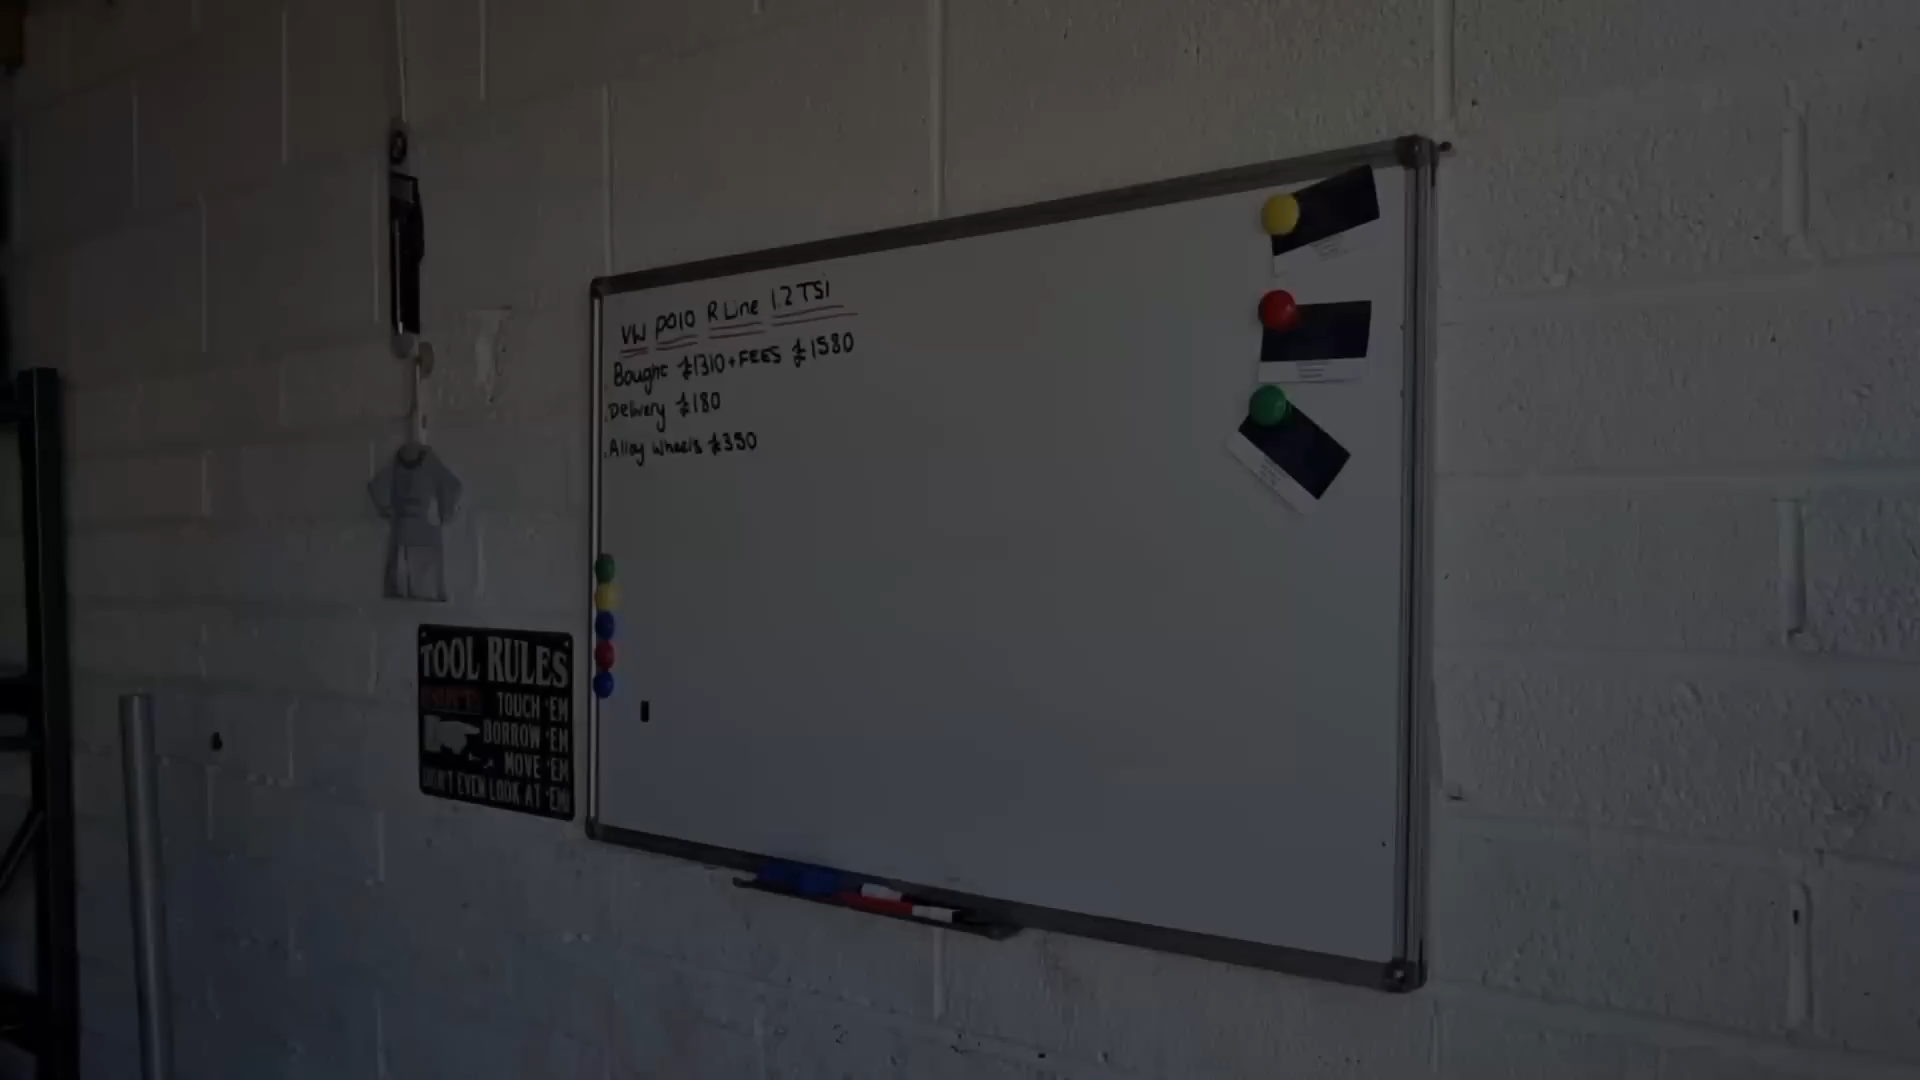 VW POLO R Line 1.2 TSI
. Bought £1310 + FEES £1580
. Delivery £180
. Alloy wheels £350
TOOL RULES
DON'T TOUCH 'EM
BORROW 'EM
MOVE 'EM
DON'T EVEN LOOK AT 'EM!